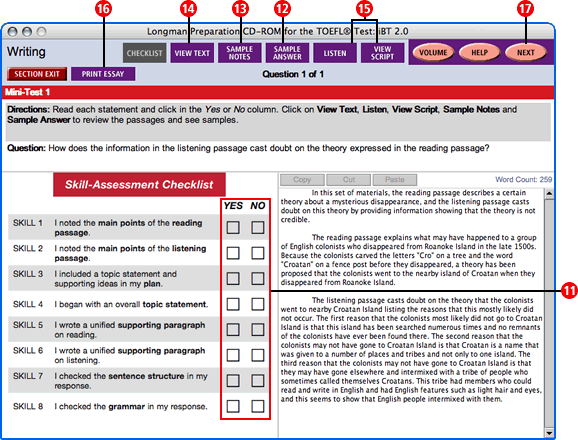 16 14 13 12 15 17
Longman Preparation CD-ROM for the TOEFL® Test: iBT 2.0
Writing
CHECKLIST VIEW TEXT SAMPLE NOTES SAMPLE ANSWER LISTEN VIEW SCRIPT VOLUME HELP NEXT
SECTION EXIT PRINT ESSAY Question 1 of 1
Mini-Test 1
Directions: Read each statement and click in the Yes or No column. Click on View Text, Listen, View Script, Sample Notes and
Sample Answer to review the passages and see samples.
Question: How does the information in the listening passage cast doubt on the theory expressed in the reading passage?
Skill-Assessment Checklist
YES NO
SKILL 1 I noted the main points of the reading
passage.
SKILL 2 I noted the main points of the listening
passage.
SKILL 3 I included a topic statement and
supporting ideas in my plan.
SKILL 4 I began with an overall topic statement.
SKILL 5 I wrote a unified supporting paragraph
on reading.
SKILL 6 I wrote a unified supporting paragraph
on listening.
SKILL 7 I checked the sentence structure in my
response.
SKILL 8 I checked the grammar in my response.
Copy Cut Paste Word Count: 259
In this set of materials, the reading passage describes a certain
theory about a mysterious disappearance, and the listening passage casts
doubt on this theory by providing information showing that the theory is not
credible.
The reading passage explains what may have happened to a group
of English colonists who disappeared from Roanoke Island in the late 1500s.
Because the colonists carved the letters "Cro" on a tree and the word
"Croatan" on a fence post before they disappeared, a theory has been
proposed that the colonists went to the nearby island of Croatan when they
disappeared from Roanoke Island.
The listening passage casts doubt on the theory that the colonists
went to nearby Croatan Island listing the reasons that this mostly likely did
not occur. The first reason that the colonists most likely did not go to Croatan
Island is that this island has been searched numerous times and no remnants
of the colonists have ever been found there. The second reason that the
colonists may not have gone to Croatan Island is that Croatan is a name that
was given to a number of places and tribes and not only to one island. The
third reason that the colonists may not have gone to Croatan Island is that
they may have gone elsewhere and intermixed with a tribe of people who
sometimes called themselves Croatans. This tribe had members who could
read and write in English and had English features such as light hair and eyes,
and this seems to show that English people intermixed with them.
11